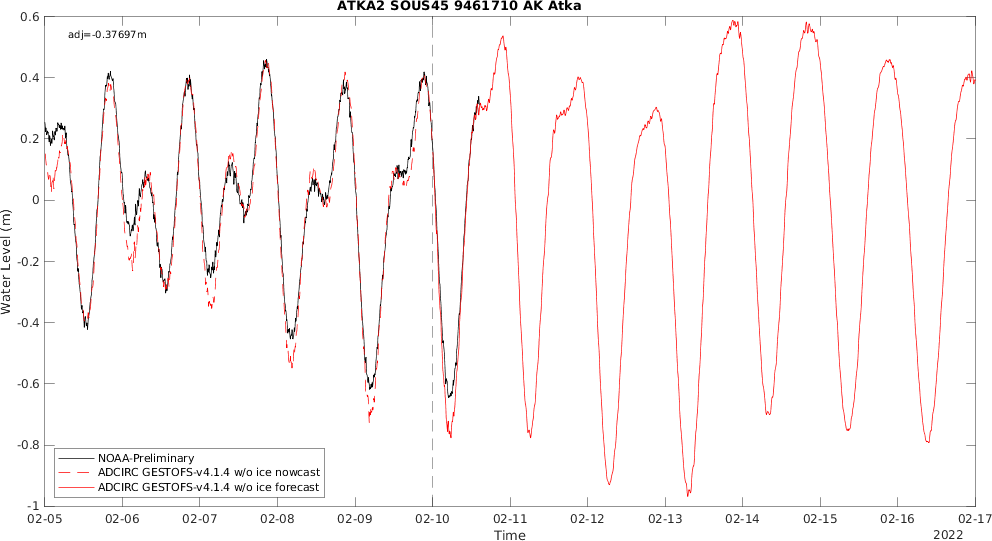 ATKA2 SOUS45 9461710 AK Atka
adj=-0.37697m
0.6
0.4
0.2
0
-0.2
-0.4
-0.6
-0.8
-1
Water Level (m)
NOAA-Preliminary
ADCIRC GESTOFS-v4.1.4 w/o ice nowcast
ADCIRC GESTOFS-v4.1.4 w/o ice forecast
02-05 02-06 02-07 02-08 02-09 02-10 02-11 02-12 02-13 02-14 02-15 02-16 02-17
Time
2022